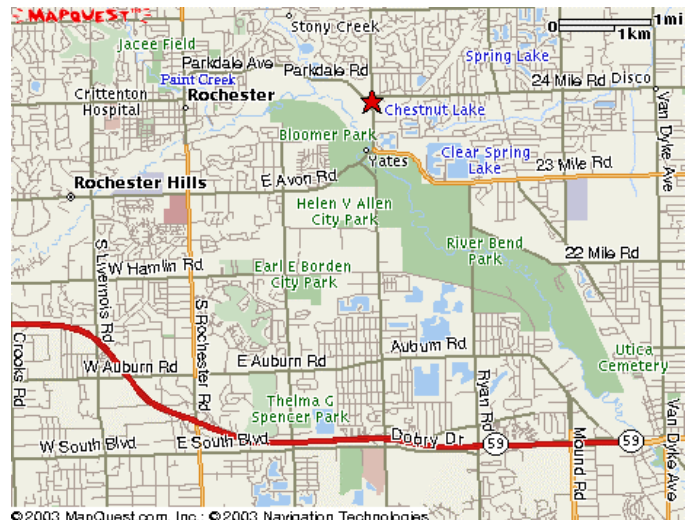 MAPQUEST
Stony Creek
1mi
0
1km
Jacee Field
Parkdale Ave
Parkdale Rd
Spring Lake
24 Mile Rd
Disco
Paint Creek
Crittenton
Hospital
Rochester
Chestnut Lake
Van Dyke Ave
Bloomer Park
Yates
Clear Spring
Lake
23 Mile Rd
E Avon Rd
Rochester Hills
Helen V Allen
City Park
S Livernois Rd
River Bend
Park
22 Mile Rd
W Hamlin Rd
Earl E Borden
City Park
S Rochester Rd
Crooks Rd
W Auburn Rd
E Auburn Rd
Auburn Rd
Utica
Cemetery
Ryan Rd
Thelma G
Spencer Park
W South Blvd
E South Blvd
Dobry Dr
59
59
Mound Rd
Van Dyke Ave
©2003 MapQuest.com, Inc.; ©2003 Navigation Technologies